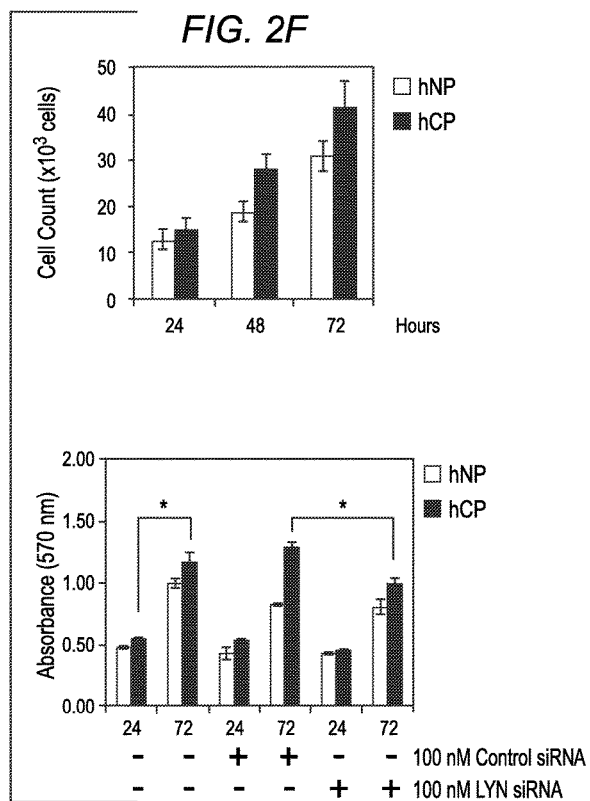 FIG. 2F
Cell Count (x10³ cells)
50
40
30
20
10
0
24 48 72 Hours
hNP
hCP
Absorbance (570 nm)
2.00
1.50
1.00
0.50
0.00
* *
hNP
hCP
24 72 24 72 24 72
- - + + - - 100 nM Control siRNA
- - - - + + 100 nM LYN siRNA